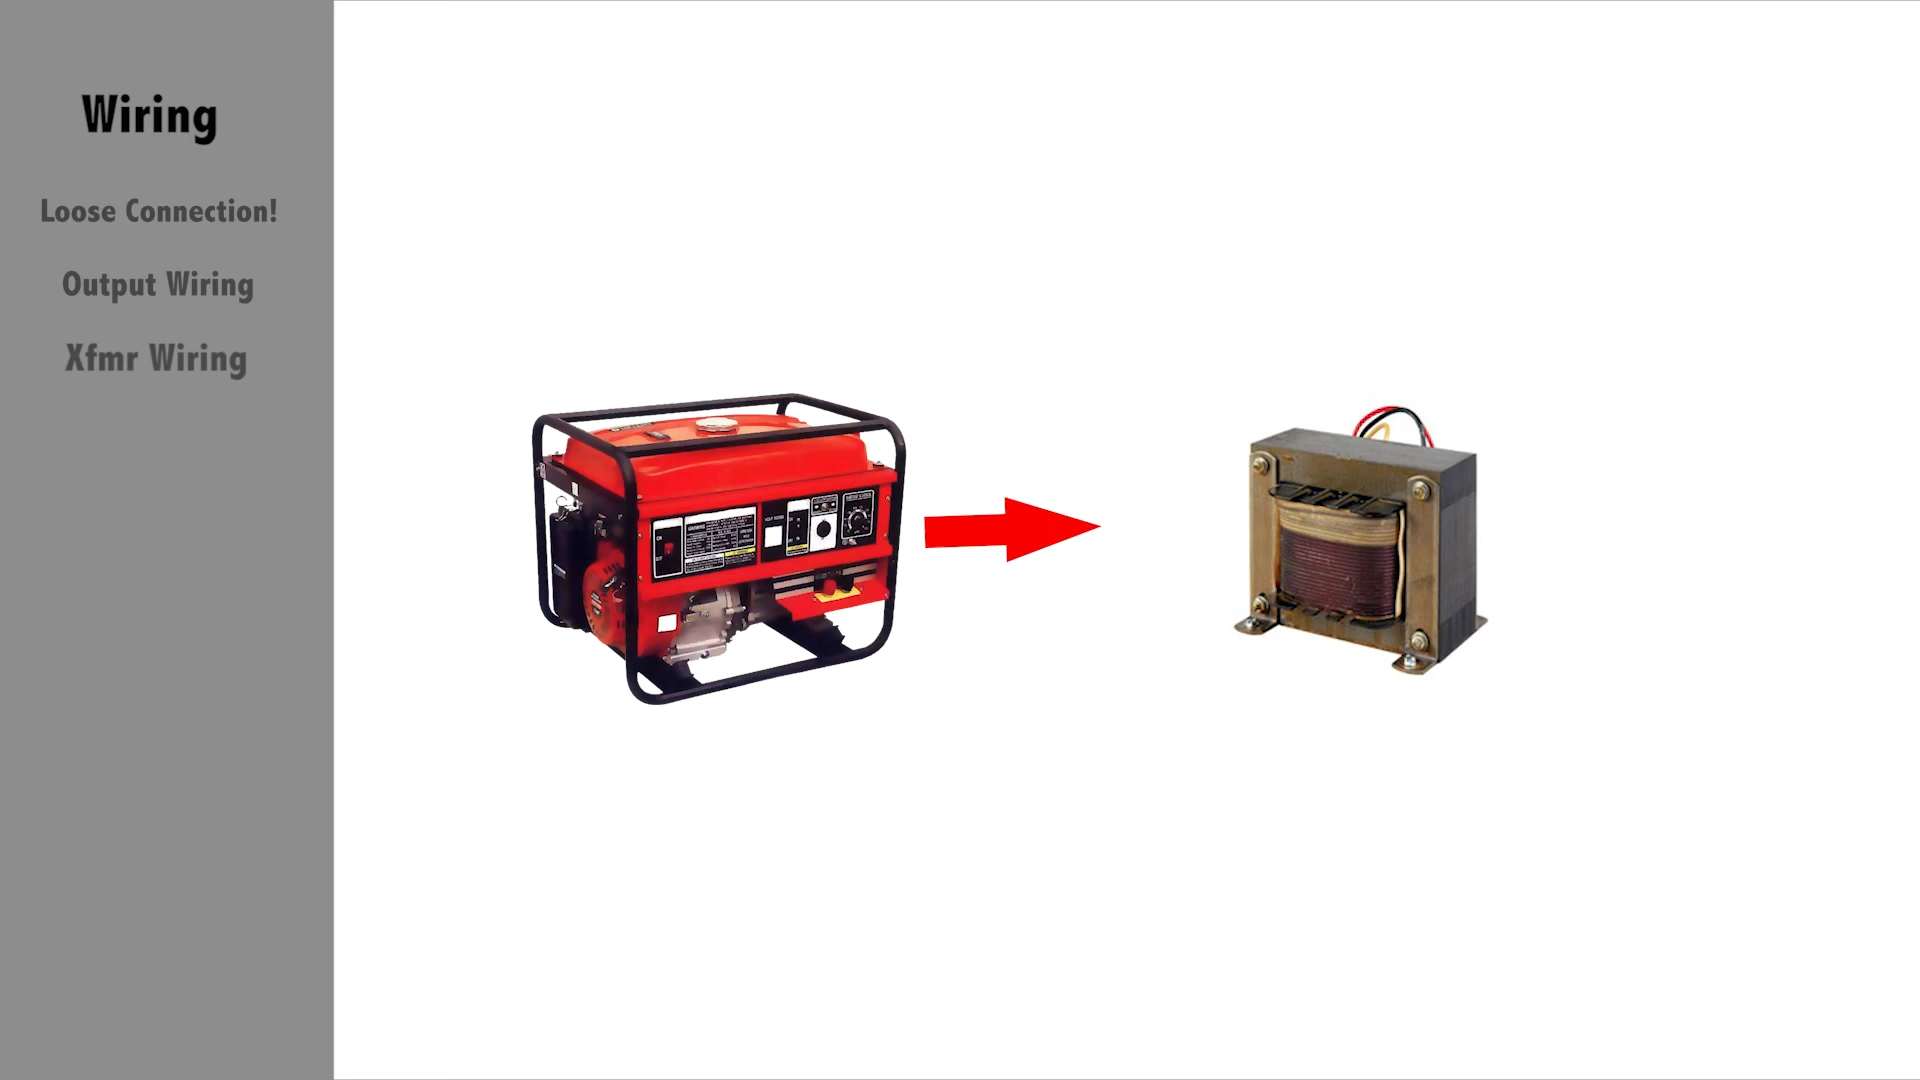 Wiring
Loose Connection!
Output Wiring
Xfmr Wiring